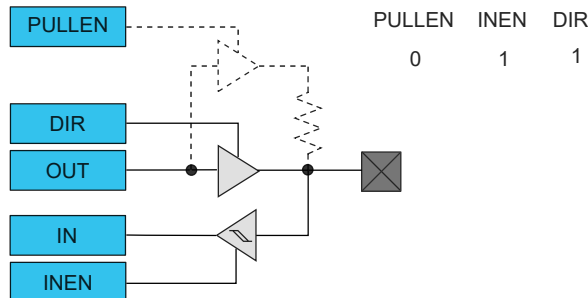 PULLEN
PULLEN INEN DIR
0 1 1
DIR
OUT
IN
INEN